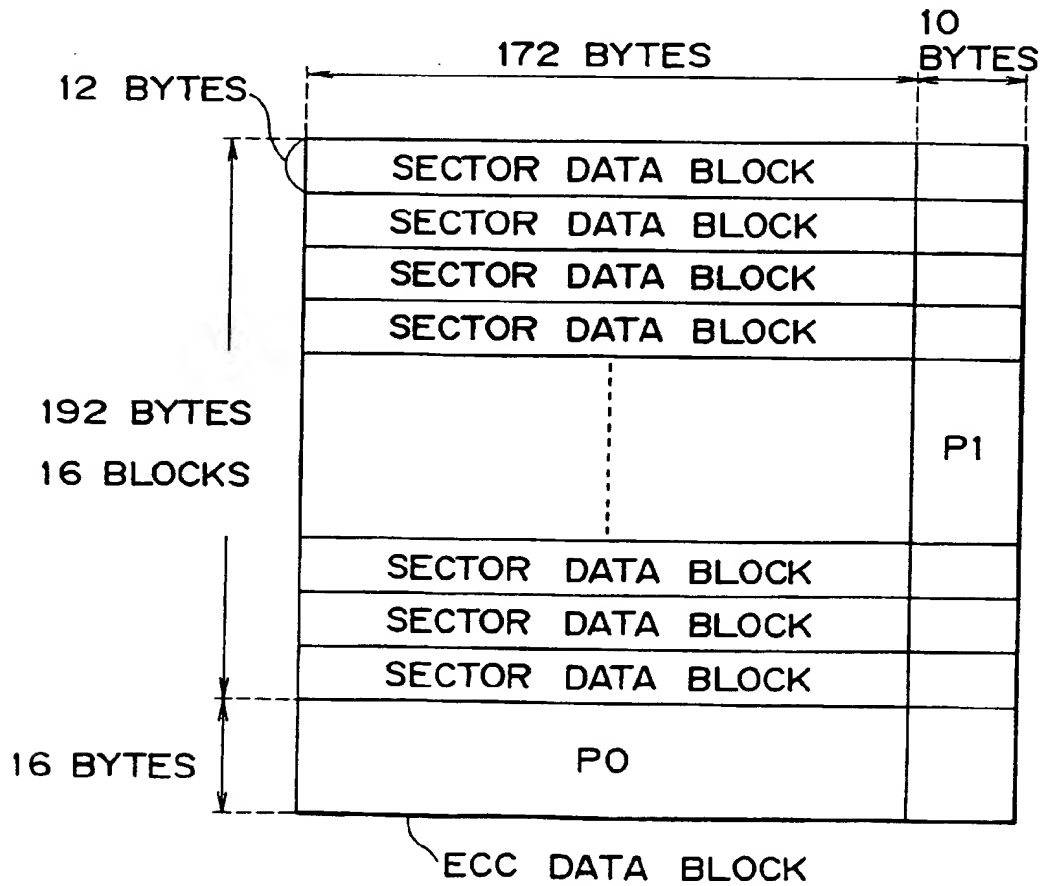 10
BYTES
172 BYTES
12 BYTES
SECTOR DATA BLOCK
SECTOR DATA BLOCK
SECTOR DATA BLOCK
SECTOR DATA BLOCK
192 BYTES
16 BLOCKS
P1
SECTOR DATA BLOCK
SECTOR DATA BLOCK
SECTOR DATA BLOCK
16 BYTES
PO
ECC DATA BLOCK